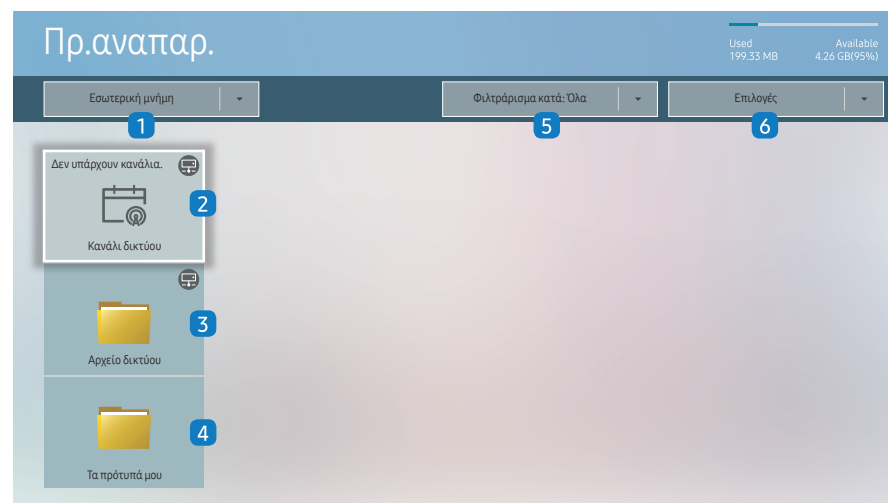 Πρ.αναπαρ.
Used
199.33 MB
Available
4.26 GB(95%)
Εσωτερική μνήμη
Φιλτράρισμα κατά: Όλα
Επιλογές
1
5
6
Δεν υπάρχουν κανάλια.
2
Κανάλι δικτύου
3
Αρχείο δικτύου
4
Τα πρότυπά μου